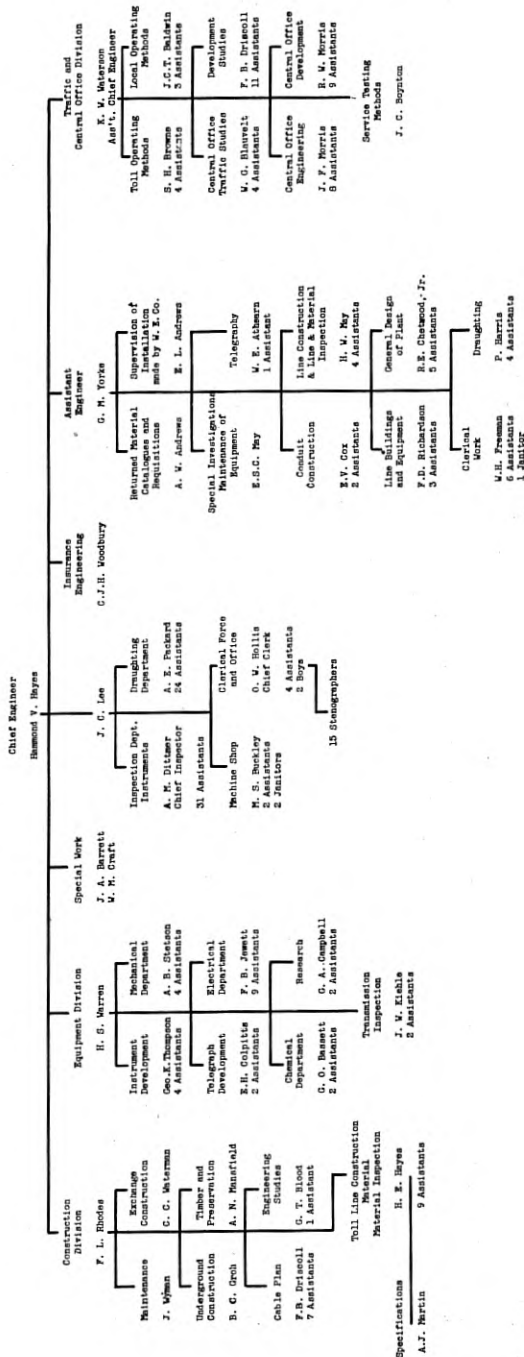 Chief Engineer
Hammond V. Hayes
Construction
Division
F. L. Rhodes
Maintenance
J. Wyman
Exchange
Construction
C. C. Waterman
Underground
Construction
B. C. Groh
Timber and
Preservation
A. N. Mansfield
Cable Plan
F.B. Driscoll
7 Assistants
Engineering
Studies
G. T. Blood
1 Assistant
Toll Line Construction
Material
Material Inspection
Specifications
A.J. Martin
H. E. Hayes
9 Assistants
Equipment Division
H. S. Warren
Instrument
Development
Geo.K.Thompson
4 Assistants
Mechanical
Department
A. B. Stetson
4 Assistants
Telegraph
Development
E.H. Colpitts
2 Assistants
Electrical
Department
F. B. Jewett
9 Assistants
Chemical
Department
G. O. Bassett
2 Assistants
Research
G. A. Campbell
2 Assistants
Transmission
Inspection
J. W. Kiehle
2 Assistants
Special Work
J. A. Barrett
W. M. Craft
J. C. Lee
Inspection Dept.
Instruments
A. M. Dittmer
Chief Inspector
31 Assistants
Draughting
Department
A. E. Packard
24 Assistants
Machine Shop
M. S. Buckley
2 Assistants
2 Janitors
Clerical Force
and Office
O. W. Hollis
Chief Clerk
4 Assistants
2 Boys
15 Stenographers
Insurance
Engineering
C.J.H. Woodbury
Assistant
Engineer
G. M. Yorke
Returned Material
Catalogues and
Requisitions
A. W. Andrews
Supervision of
Installation
made by W. E. Co.
E. L. Andrews
Special Investigations
Maintenance of
Equipment
E.S.C. May
Telegraphy
W. E. Athearn
1 Assistant
Conduit
Construction
E.V. Cox
2 Assistants
Line Construction
& Line & Material
Inspection
H. W. May
4 Assistants
Line Buildings
and Equipment
F.D. Richardson
3 Assistants
General Design
of Plant
R.E. Chetwood, Jr.
5 Assistants
Clerical
Work
W.H. Freeman
6 Assistants
1 Janitor
Draughting
P. Harris
4 Assistants
Traffic and
Central Office Division
K. W. Waterson
Ass't. Chief Engineer
Toll Operating
Methods
S. H. Browne
4 Assistants
Local Operating
Methods
J.C.T. Baldwin
3 Assistants
Central Office
Traffic Studies
W. G. Blauvelt
4 Assistants
Development
Studies
F. B. Driscoll
11 Assistants
Central Office
Engineering
J. F. Morris
8 Assistants
Central Office
Development
R. W. Morris
9 Assistants
Service Testing
Methods
J. C. Boynton